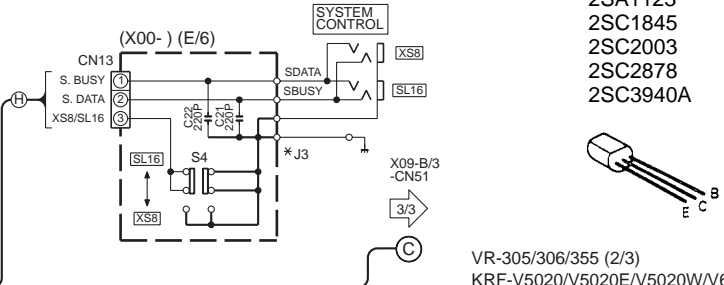 SYSTEM
CONTROL
(X00- ) (E/6)
CN13
S. BUSY 1
S. DATA 2
XS8/SL16 3
H
SDATA
SBUSY
XS8
SL16
C22
220P
C21
220P
* J3
SL16
S4
XS8
X09-B/3
-CN51
3/3
C
2SC1845
2SC2003
2SC2878
2SC3940A
B
C
E
VR-305/306/355 (2/3)